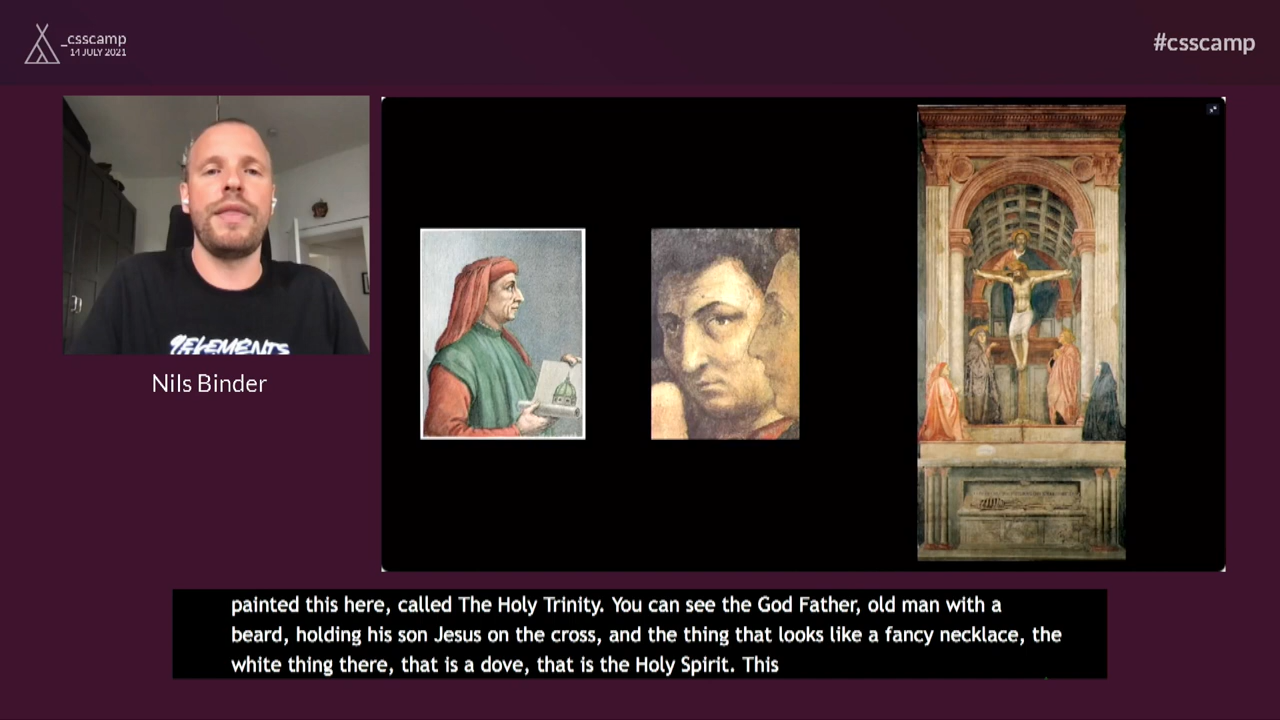 _csscamp
14 JULY 2021
#csscamp
9ELEMENTS
Nils Binder
painted this here, called The Holy Trinity. You can see the God Father, old man with a
beard, holding his son Jesus on the cross, and the thing that looks like a fancy necklace, the
white thing there, that is a dove, that is the Holy Spirit. This